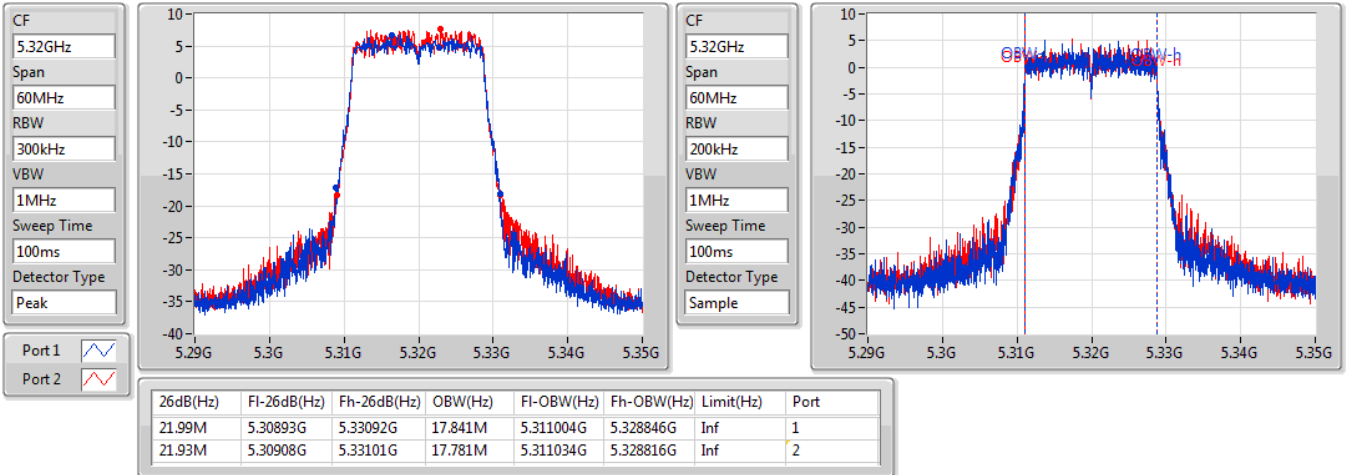 CF
5.32GHz
Span
60MHz
RBW
300kHz
VBW
1MHz
Sweep Time
100ms
Detector Type
Peak
10
5
0
-5
-10
-15
-20
-25
-30
-35
-40
5.29G 5.3G 5.31G 5.32G 5.33G 5.34G 5.35G
CF
5.32GHz
Span
60MHz
RBW
200kHz
VBW
1MHz
Sweep Time
100ms
Detector Type
Sample
10
5
0
-5
-10
-15
-20
-25
-30
-35
-40
-45
-50
OBW-h
OBW-h
5.29G 5.3G 5.31G 5.32G 5.33G 5.34G 5.35G
Port 1
Port 2
26dB(Hz) Fl-26dB(Hz) Fh-26dB(Hz) OBW(Hz) Fl-OBW(Hz) Fh-OBW(Hz) Limit(Hz) Port
21.99M 5.30893G 5.33092G 17.841M 5.311004G 5.328846G Inf 1
21.93M 5.30908G 5.33101G 17.781M 5.311034G 5.328816G Inf 2